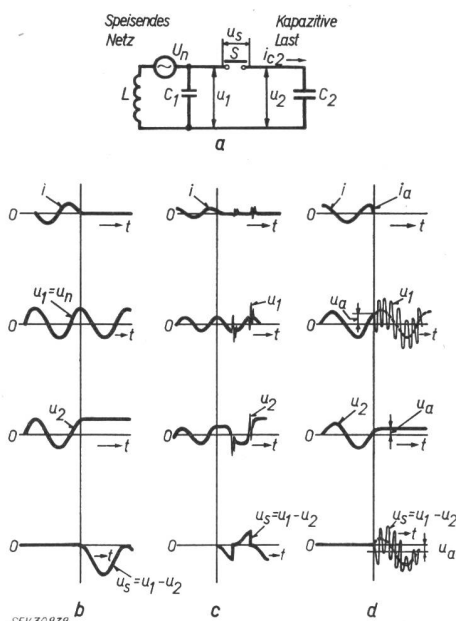 Speisendes
Netz
Kapazitive
Last
Uₙ
uₛ
S
i_c2
L
C₁
u₁
u₂
C₂
a
i
0
t
i
0
t
i
iₐ
0
t
u₁=uₙ
0
t
u₁
0
t
uₐ
u₁
0
t
u₂
0
t
u₂
0
t
u₂
uₐ
0
t
0
t
uₛ=u₁-u₂
uₛ=u₁-u₂
0
t
uₛ=u₁-u₂
0
t
uₐ
b
c
d